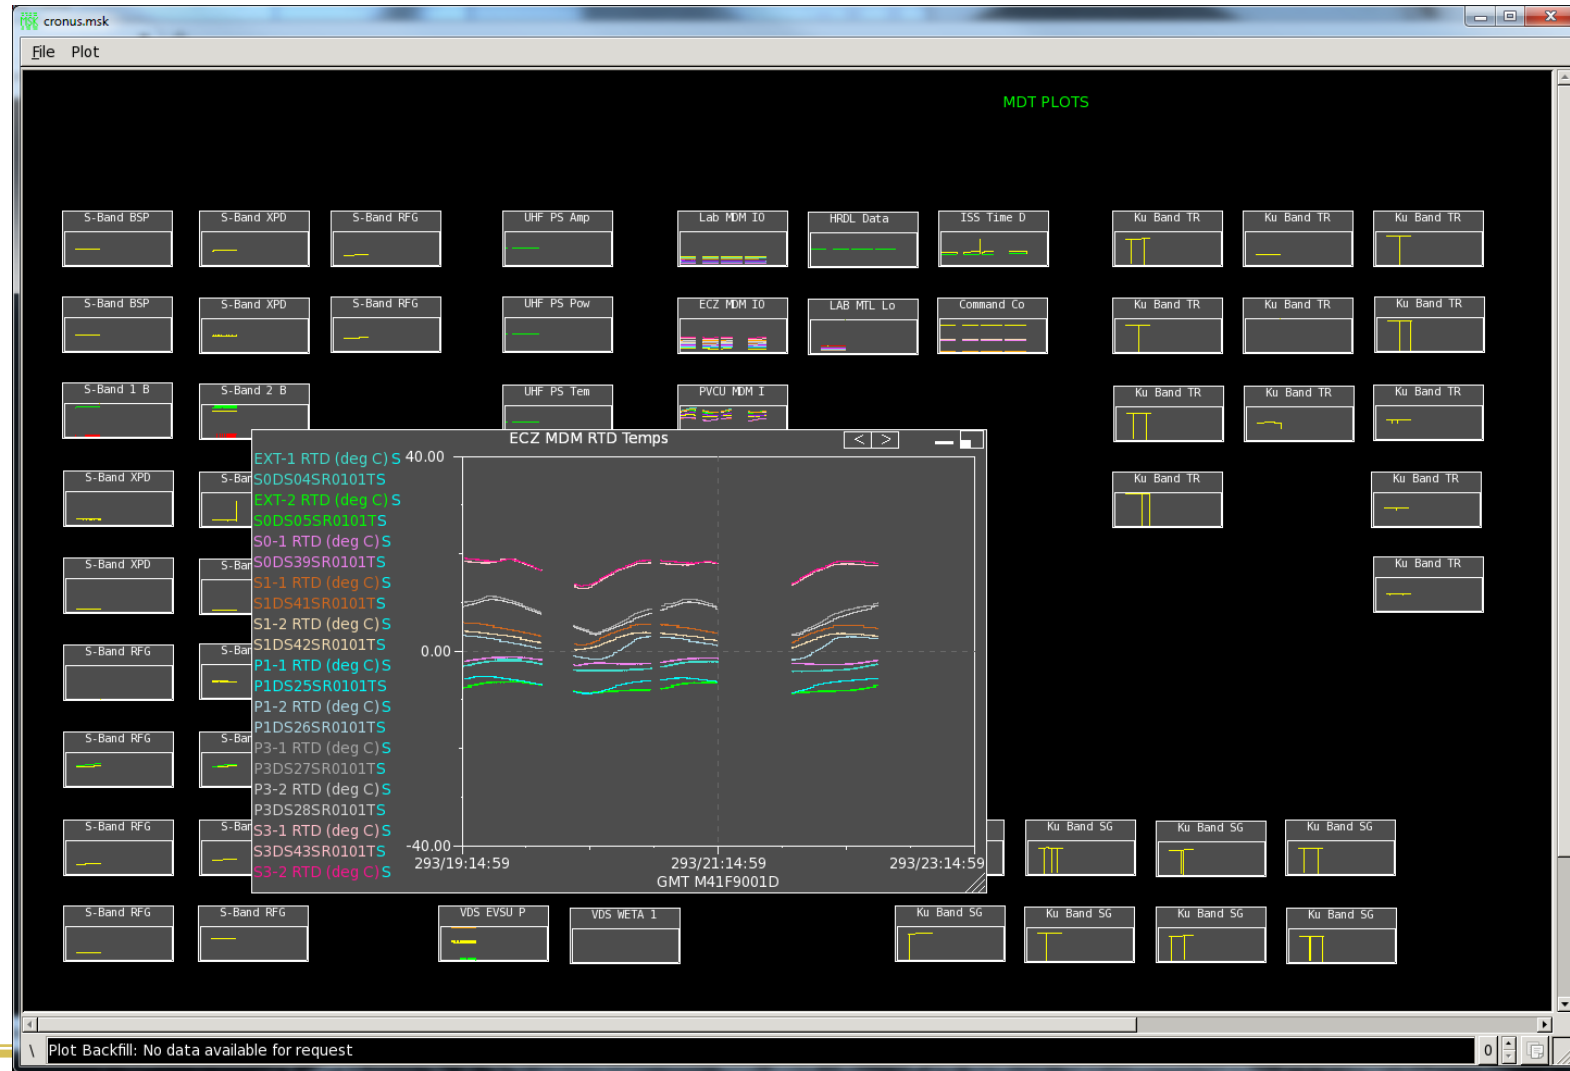 cronus.msk
File Plot
MDT PLOTS
S-Band BSP
S-Band XPD
S-Band RFG
UHF PS Amp
Lab MDM IO
HRDL Data
ISS Time D
Ku Band TR
Ku Band TR
Ku Band TR
S-Band BSP
S-Band XPD
S-Band RFG
UHF PS Pow
ECZ MDM IO
LAB MTL Lo
Command Co
Ku Band TR
Ku Band TR
Ku Band TR
S-Band 1 B
S-Band 2 B
UHF PS Tem
PVCU MDM I
Ku Band TR
Ku Band TR
Ku Band TR
ECZ MDM RTD Temps
< >
EXT-1 RTD (deg C) S
S0DS04SR0101TS
EXT-2 RTD (deg C) S
S0DS05SR0101TS
S0-1 RTD (deg C) S
S0DS39SR0101TS
S1-1 RTD (deg C) S
S1DS41SR0101TS
S1-2 RTD (deg C) S
S1DS42SR0101TS
P1-1 RTD (deg C) S
P1DS25SR0101TS
P1-2 RTD (deg C) S
P1DS26SR0101TS
P3-1 RTD (deg C) S
P3DS27SR0101TS
P3-2 RTD (deg C) S
P3DS28SR0101TS
S3-1 RTD (deg C) S
S3DS43SR0101TS
S3-2 RTD (deg C) S
40.00
0.00
-40.00
293/19:14:59
293/21:14:59
293/23:14:59
GMT M41F9001D
S-Band XPD
S-Bar
Ku Band TR
Ku Band TR
S-Band XPD
S-Bar
Ku Band TR
S-Band RFG
S-Bar
S-Band RFG
S-Bar
S-Band RFG
S-Bar
Ku Band SG
Ku Band SG
Ku Band SG
S-Band RFG
S-Band RFG
VDS EVSU P
VDS WETA 1
Ku Band SG
Ku Band SG
Ku Band SG
Ku Band SG
\ Plot Backfill: No data available for request
0